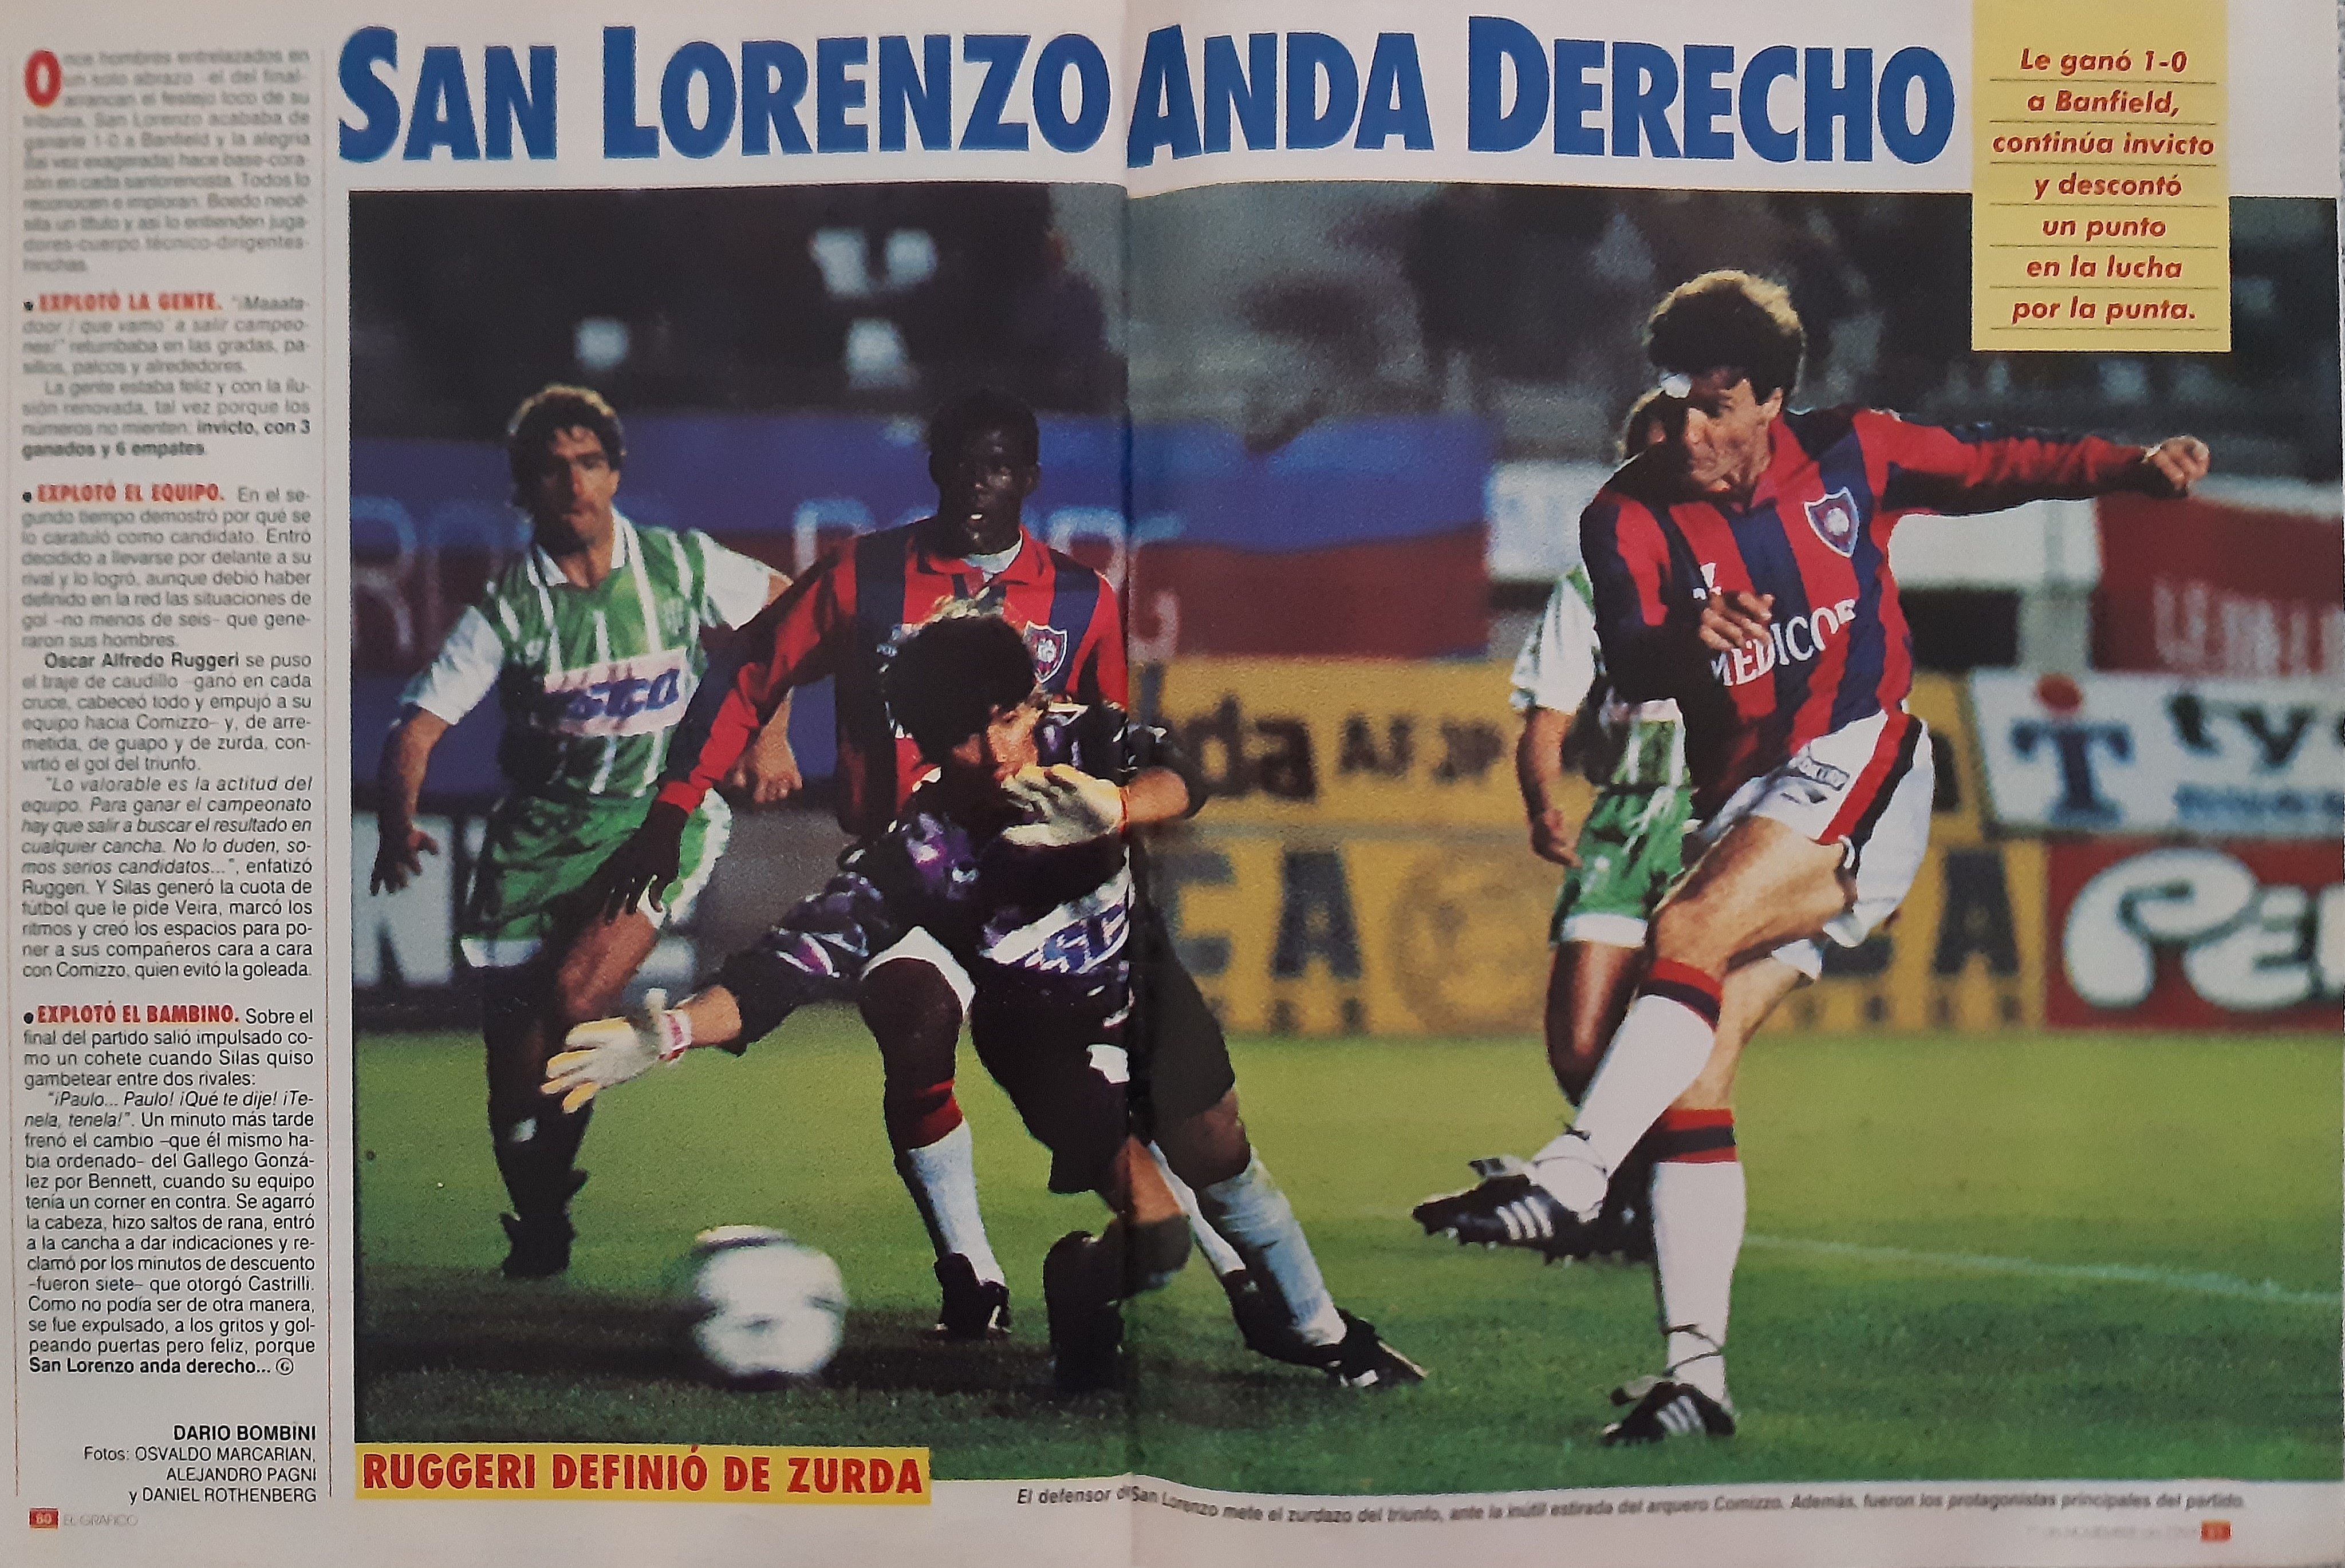 SAN LORENZO ANDA DERECHO
Le ganó 1-0
a Banfield,
continúa invicto
y descontó
un punto
en la lucha
por la punta.
Once hombres entrelazados en
un solo abrazo -el del final-
arrancan el festejo loco de su
tribuna. San Lorenzo acababa de
ganarle 1-0 a Banfield y la alegría
(tal vez exagerada) hace base-cora-
zón en cada sanlorencista. Todos lo
reconocen e imploran. Boedo nece-
sita un título y así lo entienden juga-
dores-cuerpo técnico-dirigentes-
hinchas.
● EXPLOTÓ LA GENTE. "¡Maaata-
door / que vamo' a salir campeo-
nes!" retumbaba en las gradas, pa-
sillos, palcos y alrededores.
La gente estaba feliz y con la ilu-
sión renovada, tal vez porque los
números no mienten: invicto, con 3
ganados y 6 empates.
● EXPLOTÓ EL EQUIPO. En el se-
gundo tiempo demostró por qué se
lo caratuló como candidato. Entró
decidido a llevarse por delante a su
rival y lo logró, aunque debió haber
definido en la red las situaciones de
gol -no menos de seis- que gene-
raron sus hombres.
Oscar Alfredo Ruggeri se puso
el traje de caudillo -ganó en cada
cruce, cabeceó todo y empujó a su
equipo hacia Comizzo- y, de arre-
metida, de guapo y de zurda, con-
virtió el gol del triunfo.
"Lo valorable es la actitud del
equipo. Para ganar el campeonato
hay que salir a buscar el resultado en
cualquier cancha. No lo duden, so-
mos serios candidatos...", enfatizó
Ruggeri. Y Silas generó la cuota de
fútbol que le pide Veira, marcó los
ritmos y creó los espacios para po-
ner a sus compañeros cara a cara
con Comizzo, quien evitó la goleada.
● EXPLOTÓ EL BAMBINO. Sobre el
final del partido salió impulsado co-
mo un cohete cuando Silas quiso
gambetear entre dos rivales:
"¡Paulo... Paulo! ¡Qué te dije! ¡Te-
nela, tenela!". Un minuto más tarde
frenó el cambio –que él mismo ha-
bía ordenado– del Gallego Gonzá-
lez por Bennett, cuando su equipo
tenía un corner en contra. Se agarró
la cabeza, hizo saltos de rana, entró
a la cancha a dar indicaciones y re-
clamó por los minutos de descuento
–fueron siete– que otorgó Castrilli.
Como no podía ser de otra manera,
se fue expulsado, a los gritos y gol-
peando puertas pero feliz, porque
San Lorenzo anda derecho... G
DARIO BOMBINI
Fotos: OSVALDO MARCARIAN,
ALEJANDRO PAGNI
y DANIEL ROTHENBERG
MEDICOS
da
RUGGERI DEFINIÓ DE ZURDA
El defensor de San Lorenzo mete el zurdazo del triunfo, ante la inútil estirada del arquero Comizzo. Además, fueron los protagonistas principales del partido.
80 EL GRAFICO